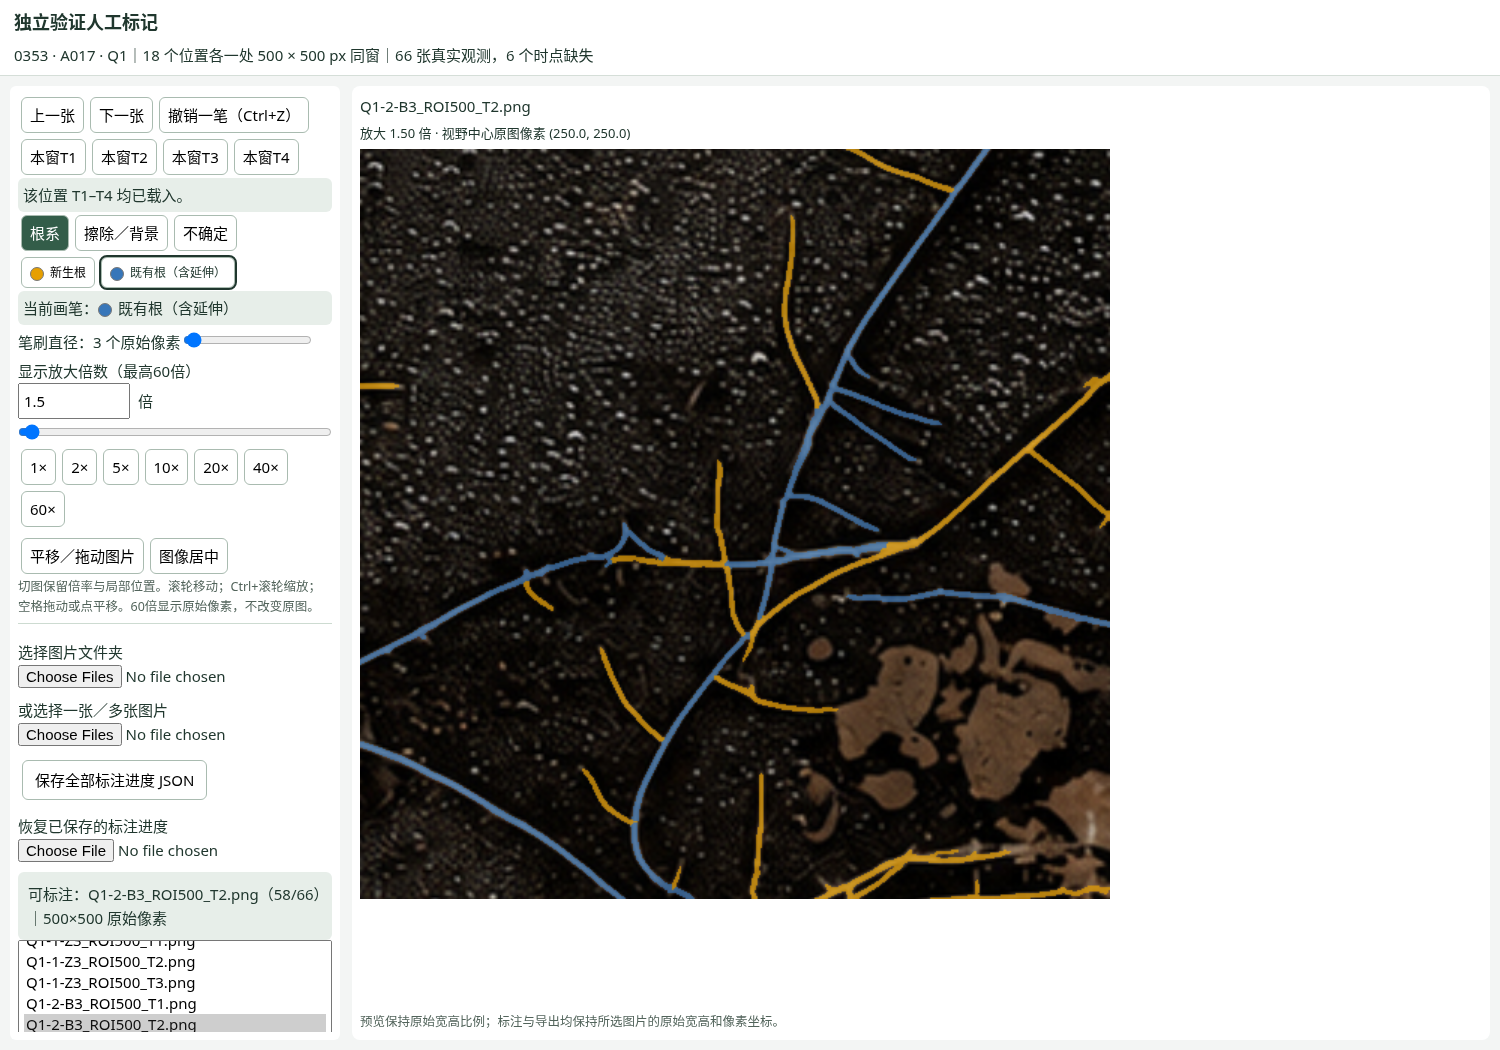 独立验证人工标记
0353 · A017 · Q1｜18 个位置各一处 500 × 500 px 同窗｜66 张真实观测，6 个时点缺失
上一张 下一张 撤销一笔（Ctrl+Z）
本窗T1 本窗T2 本窗T3 本窗T4
该位置 T1–T4 均已载入。
根系 擦除／背景 不确定
新生根 既有根（含延伸）
当前画笔： 既有根（含延伸）
笔刷直径：3 个原始像素
显示放大倍数（最高60倍）
1.5 倍
1× 2× 5× 10× 20× 40×
60×
平移／拖动图片 图像居中
切图保留倍率与局部位置。滚轮移动；Ctrl+滚轮缩放；
空格拖动或点平移。60倍显示原始像素，不改变原图。
选择图片文件夹
Choose Files No file chosen
或选择一张／多张图片
Choose Files No file chosen
保存全部标注进度 JSON
恢复已保存的标注进度
Choose File No file chosen
可标注：Q1-2-B3_ROI500_T2.png（58/66）
｜500×500 原始像素
Q1-1-Z3_ROI500_T1.png
Q1-1-Z3_ROI500_T2.png
Q1-1-Z3_ROI500_T3.png
Q1-2-B3_ROI500_T1.png
Q1-2-B3_ROI500_T2.png
Q1-2-B3_ROI500_T2.png
放大 1.50 倍 · 视野中心原图像素 (250.0, 250.0)
预览保持原始宽高比例；标注与导出均保持所选图片的原始宽高和像素坐标。